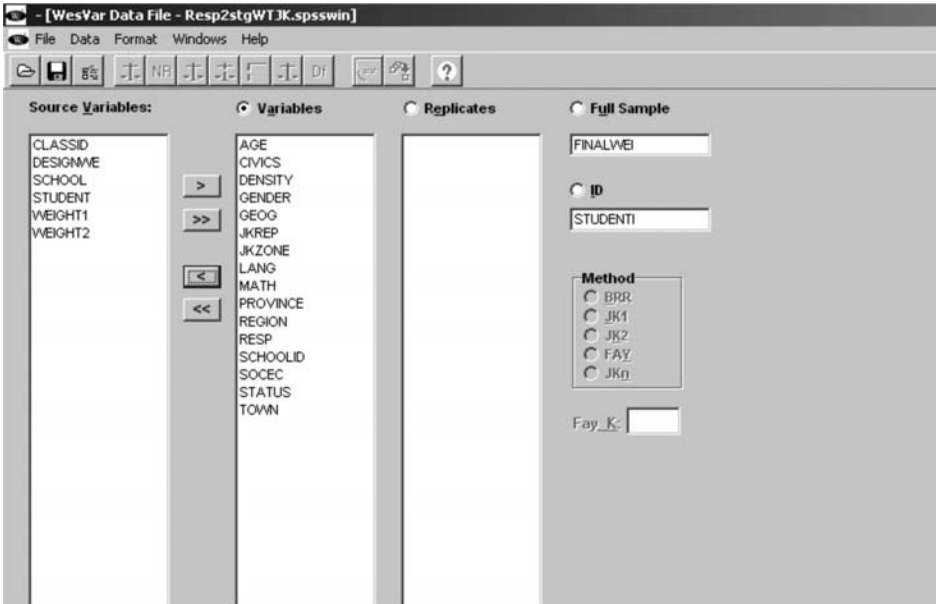 - [WesVar Data File - Resp2stgWTJK.spsswin]
File Data Format Windows Help
NR Df ?
Source Variables:
CLASSID
DESIGNWE
SCHOOL
STUDENT
WEIGHT1
WEIGHT2
>
>>
<
<<
Variables
AGE
CIVICS
DENSITY
GENDER
GEOG
JKREP
JKZONE
LANG
MATH
PROVINCE
REGION
RESP
SCHOOLID
SOCEC
STATUS
TOWN
Replicates
Full Sample
FINALWEI
ID
STUDENTI
Method
BRR
JK1
JK2
FAY
JKn
Fay_K: